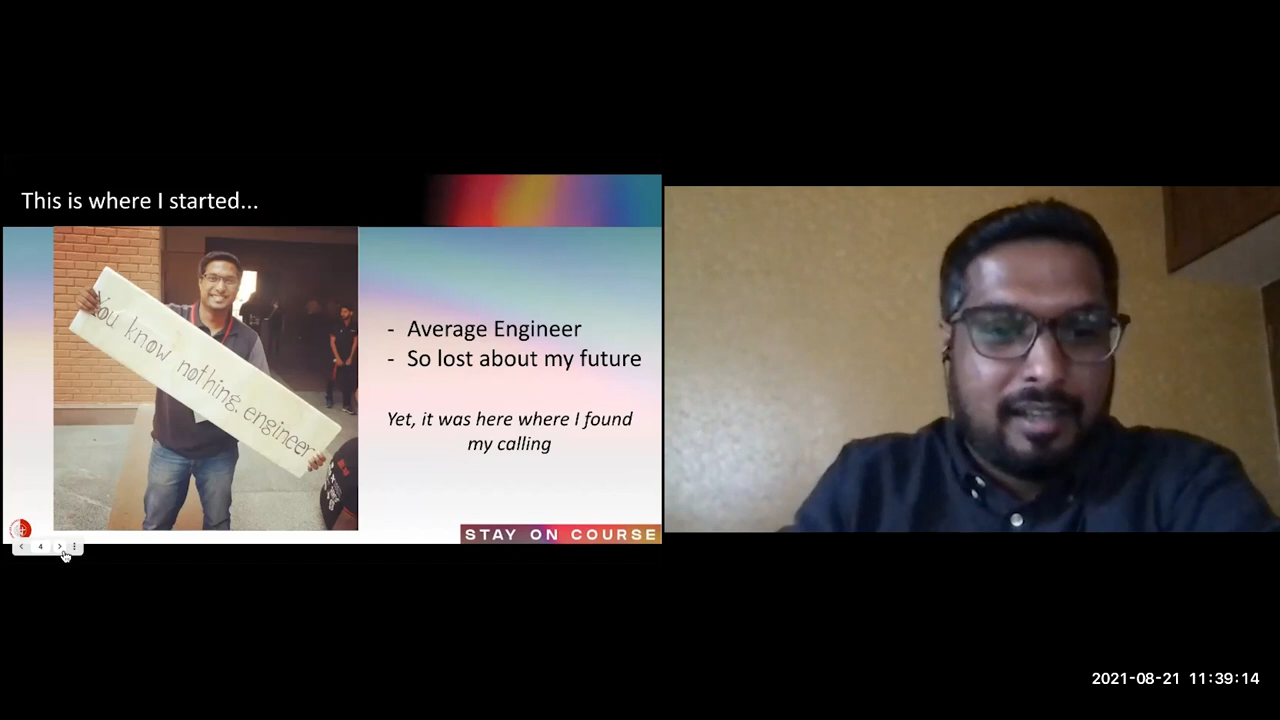 This is where I started...
You know nothing, engineer
- Average Engineer
- So lost about my future
Yet, it was here where I found
my calling
STAY ON COURSE
4
2021-08-21 11:39:14